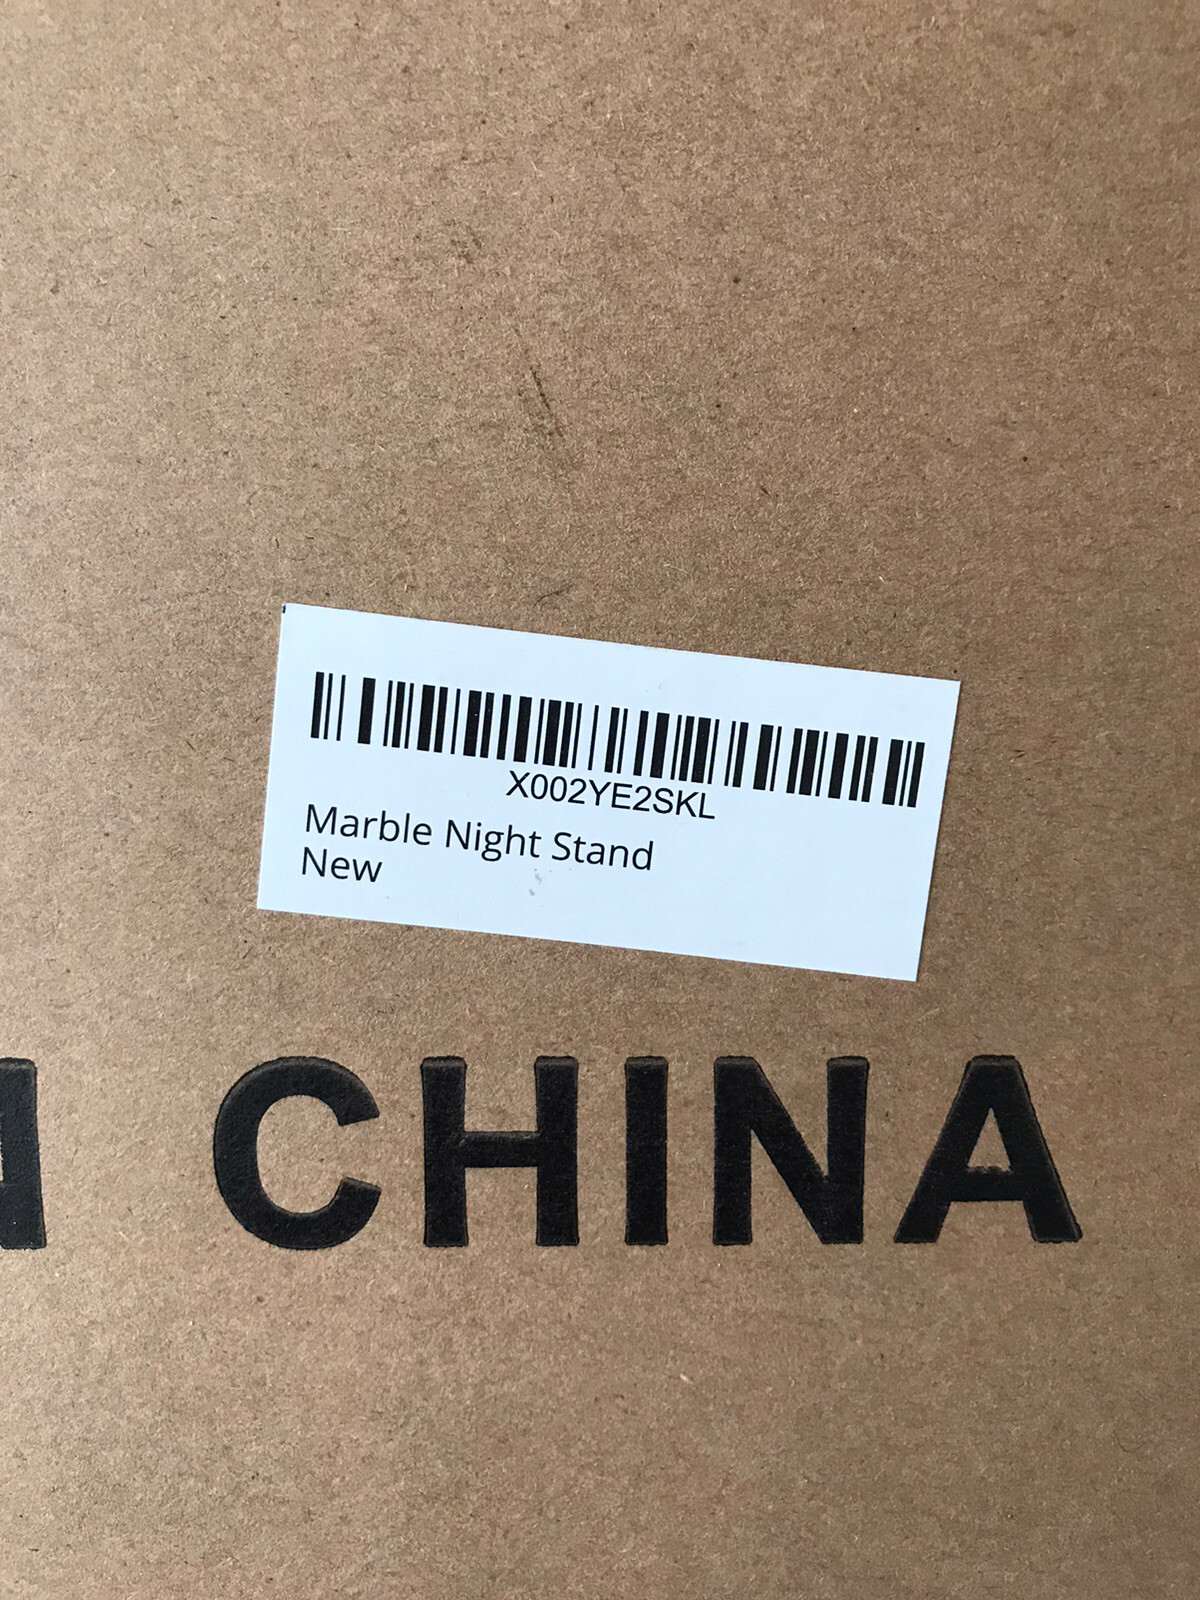 X002YE2SKL
Marble Night Stand
New
CHINA